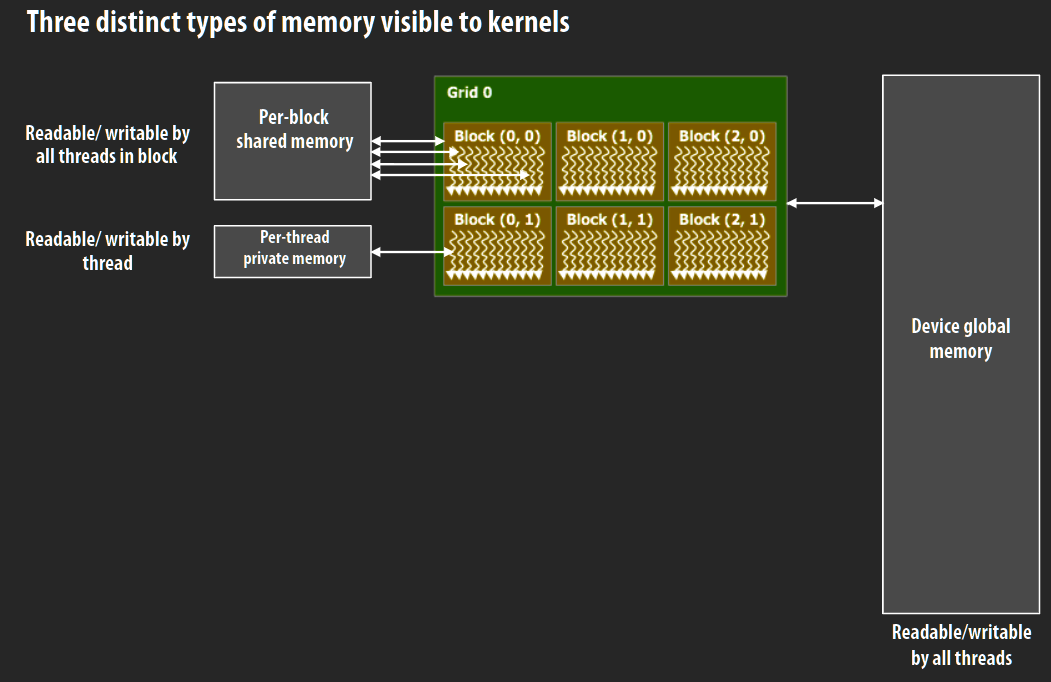 Three distinct types of memory visible to kernels
Readable/ writable by
all threads in block
Per-block
shared memory
Readable/ writable by
thread
Per-thread
private memory
Grid 0
Block (0, 0)
Block (1, 0)
Block (2, 0)
Block (0, 1)
Block (1, 1)
Block (2, 1)
Device global
memory
Readable/writable
by all threads